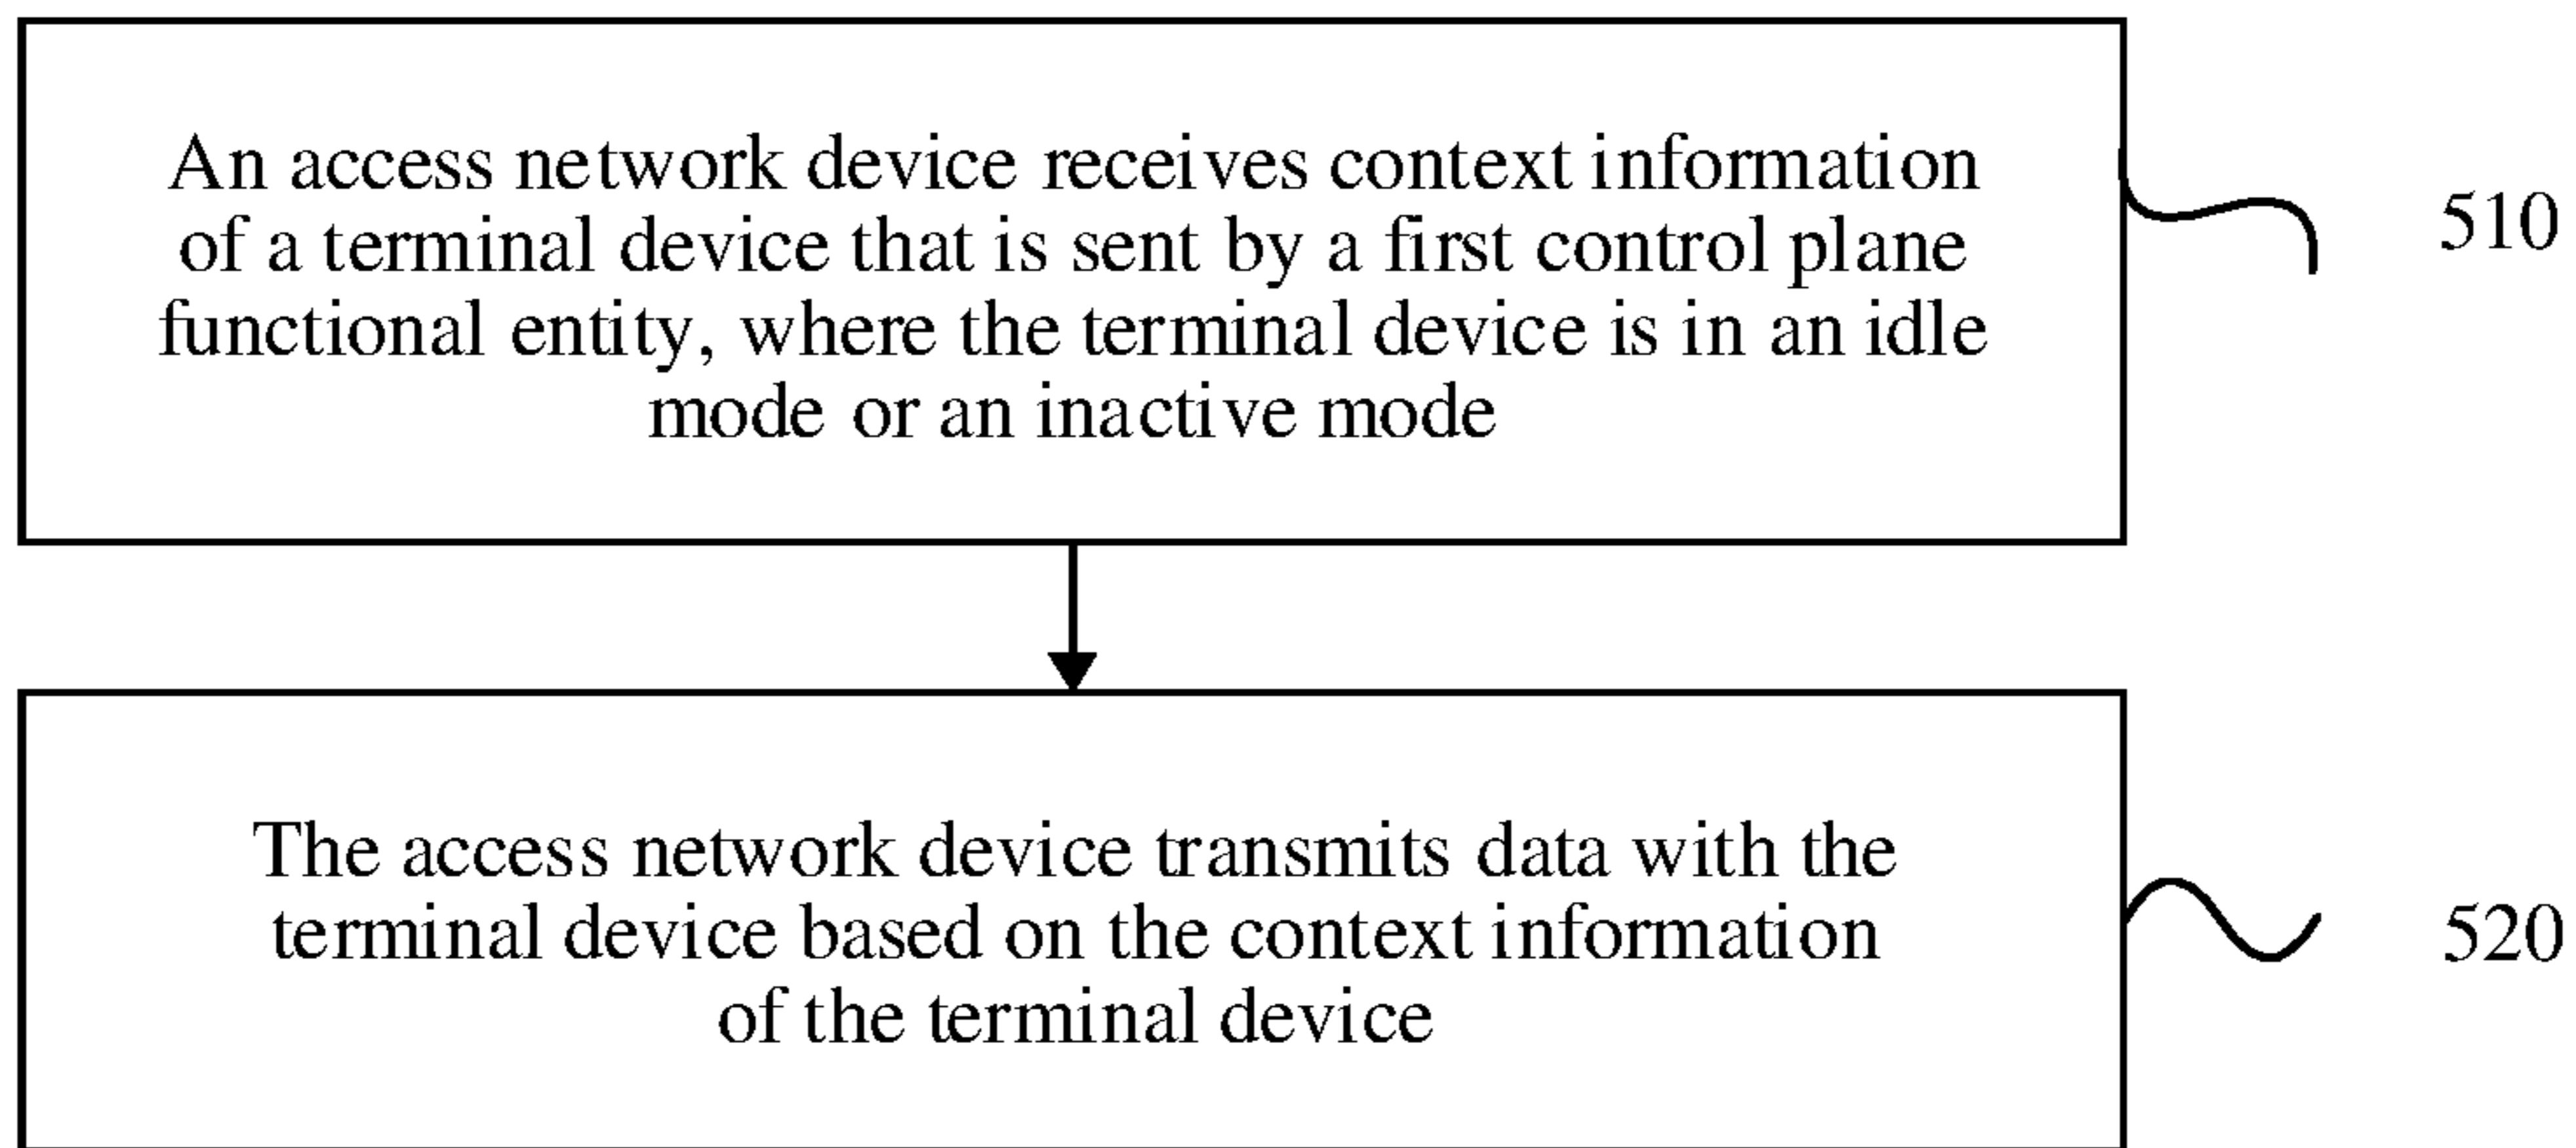 An access network device receives context information
of a terminal device that is sent by a first control plane
functional entity, where the terminal device is in an idle
mode or an inactive mode
510
The access network device transmits data with the
terminal device based on the context information
of the terminal device
520